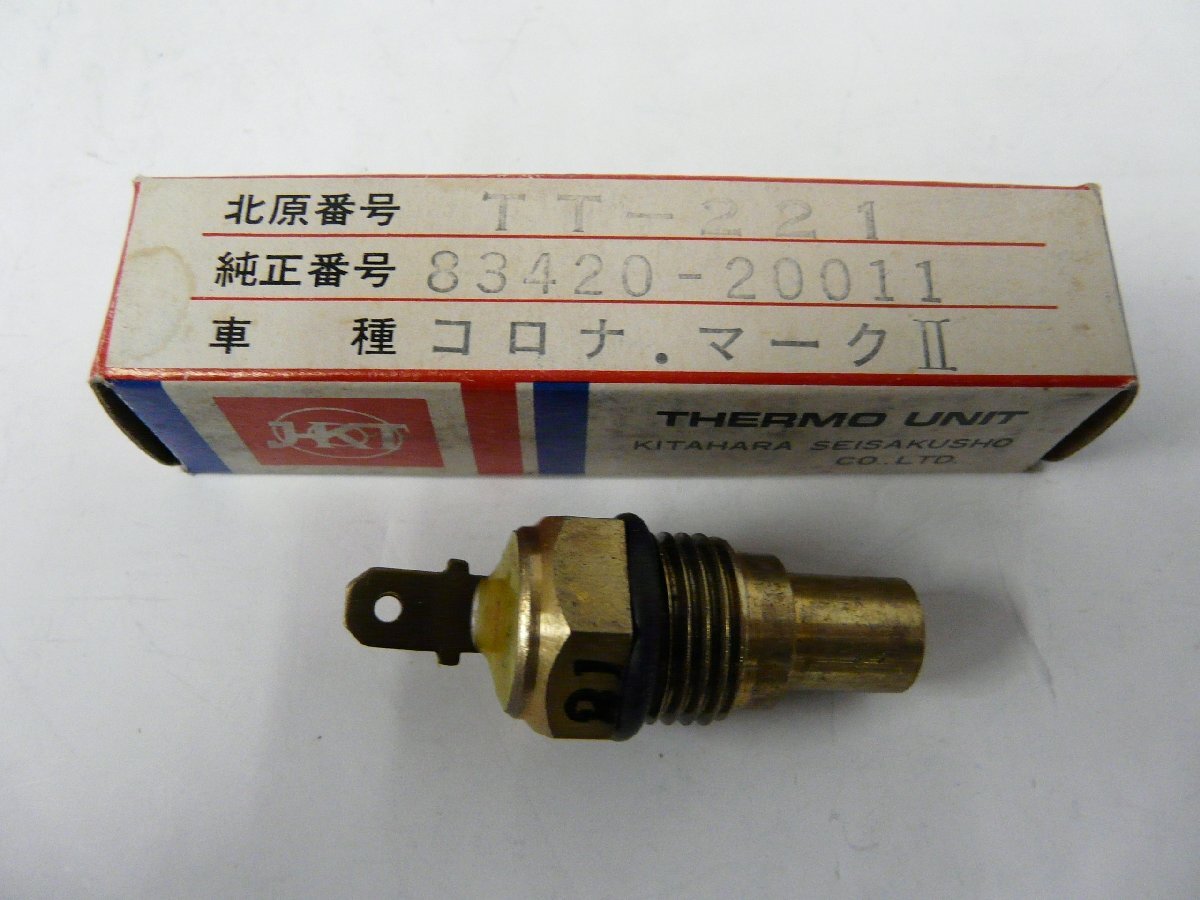 北原番号 TT-221
純正番号 83420-20011
車種 コロナ.マークⅡ
JKT
THERMO UNIT
KITAHARA SEISAKUSHO
CO.,LTD.